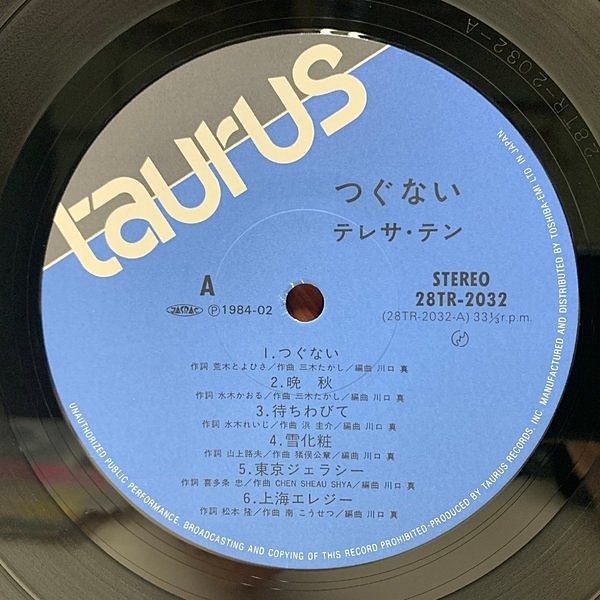 taurus
28TR-2032-A
つぐない
テレサ・テン
A
JASRAC Ⓟ1984-02
STEREO
28TR-2032
(28TR-2032-A) 33⅓r.p.m.
1.つぐない
作詞 荒木とよひさ／作曲 三木たかし／編曲 川口 真
2.晩 秋
作詞 水木かおる／作曲 三木たかし／編曲 川口 真
3.待ちわびて
作詞 水木れいじ／作曲 浜 圭介／編曲 川口 真
4.雪化粧
作詞 山上路夫／作曲 猪俣公章／編曲 川口 真
5.東京ジェラシー
作詞 喜多条 忠／作曲 CHEN SHEAU SHYA／編曲 川口 真
6.上海エレジー
作詞 松本 隆／作曲 南 こうせつ／編曲 川口 真
UNAUTHORIZED PUBLIC PERFORMANCE, BROADCASTING AND COPYING OF THIS RECORD PROHIBITED·PRODUCED BY TAURUS RECORDS, INC. MANUFACTURED AND DISTRIBUTED BY TOSHIBA-EMI LTD IN JAPAN